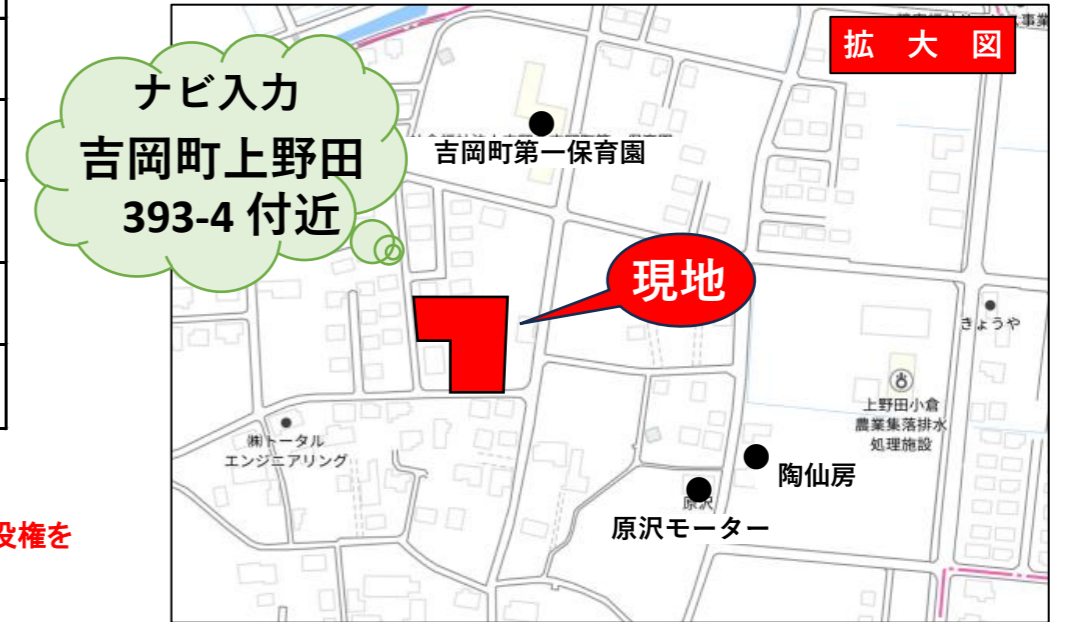 拡 大 図
ナビ入力
吉岡町上野田
393-4 付近
吉岡町第一保育園
現地
きょうや
上野田小倉
農業集落排水
処理施設
㈱トータル
エンジニアリング
陶仙房
原沢
原沢モーター
役権を